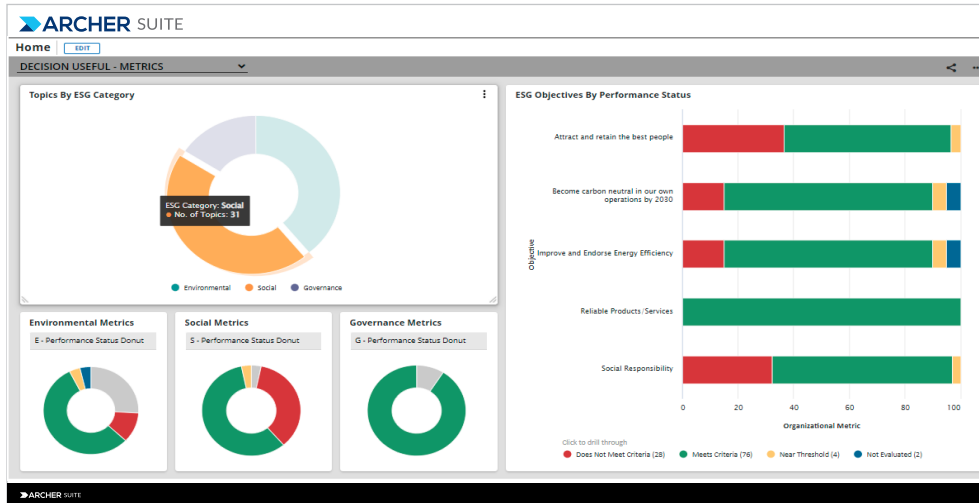 ARCHER SUITE
Home
EDIT
DECISION USEFUL - METRICS
Topics By ESG Category
ESG Category: Social
No. of Topics: 31
Environmental
Social
Governance
ESG Objectives By Performance Status
Objective
Attract and retain the best people
Become carbon neutral in our own
operations by 2030
Improve and Endorse Energy Efficiency
Reliable Products/Services
Social Responsibility
0 20 40 60 80 100
Organizational Metric
Click to drill through
Does Not Meet Criteria (28)
Meets Criteria (76)
Near Threshold (4)
Not Evaluated (2)
Environmental Metrics
E - Performance Status Donut
Social Metrics
S - Performance Status Donut
Governance Metrics
G - Performance Status Donut
ARCHER SUITE